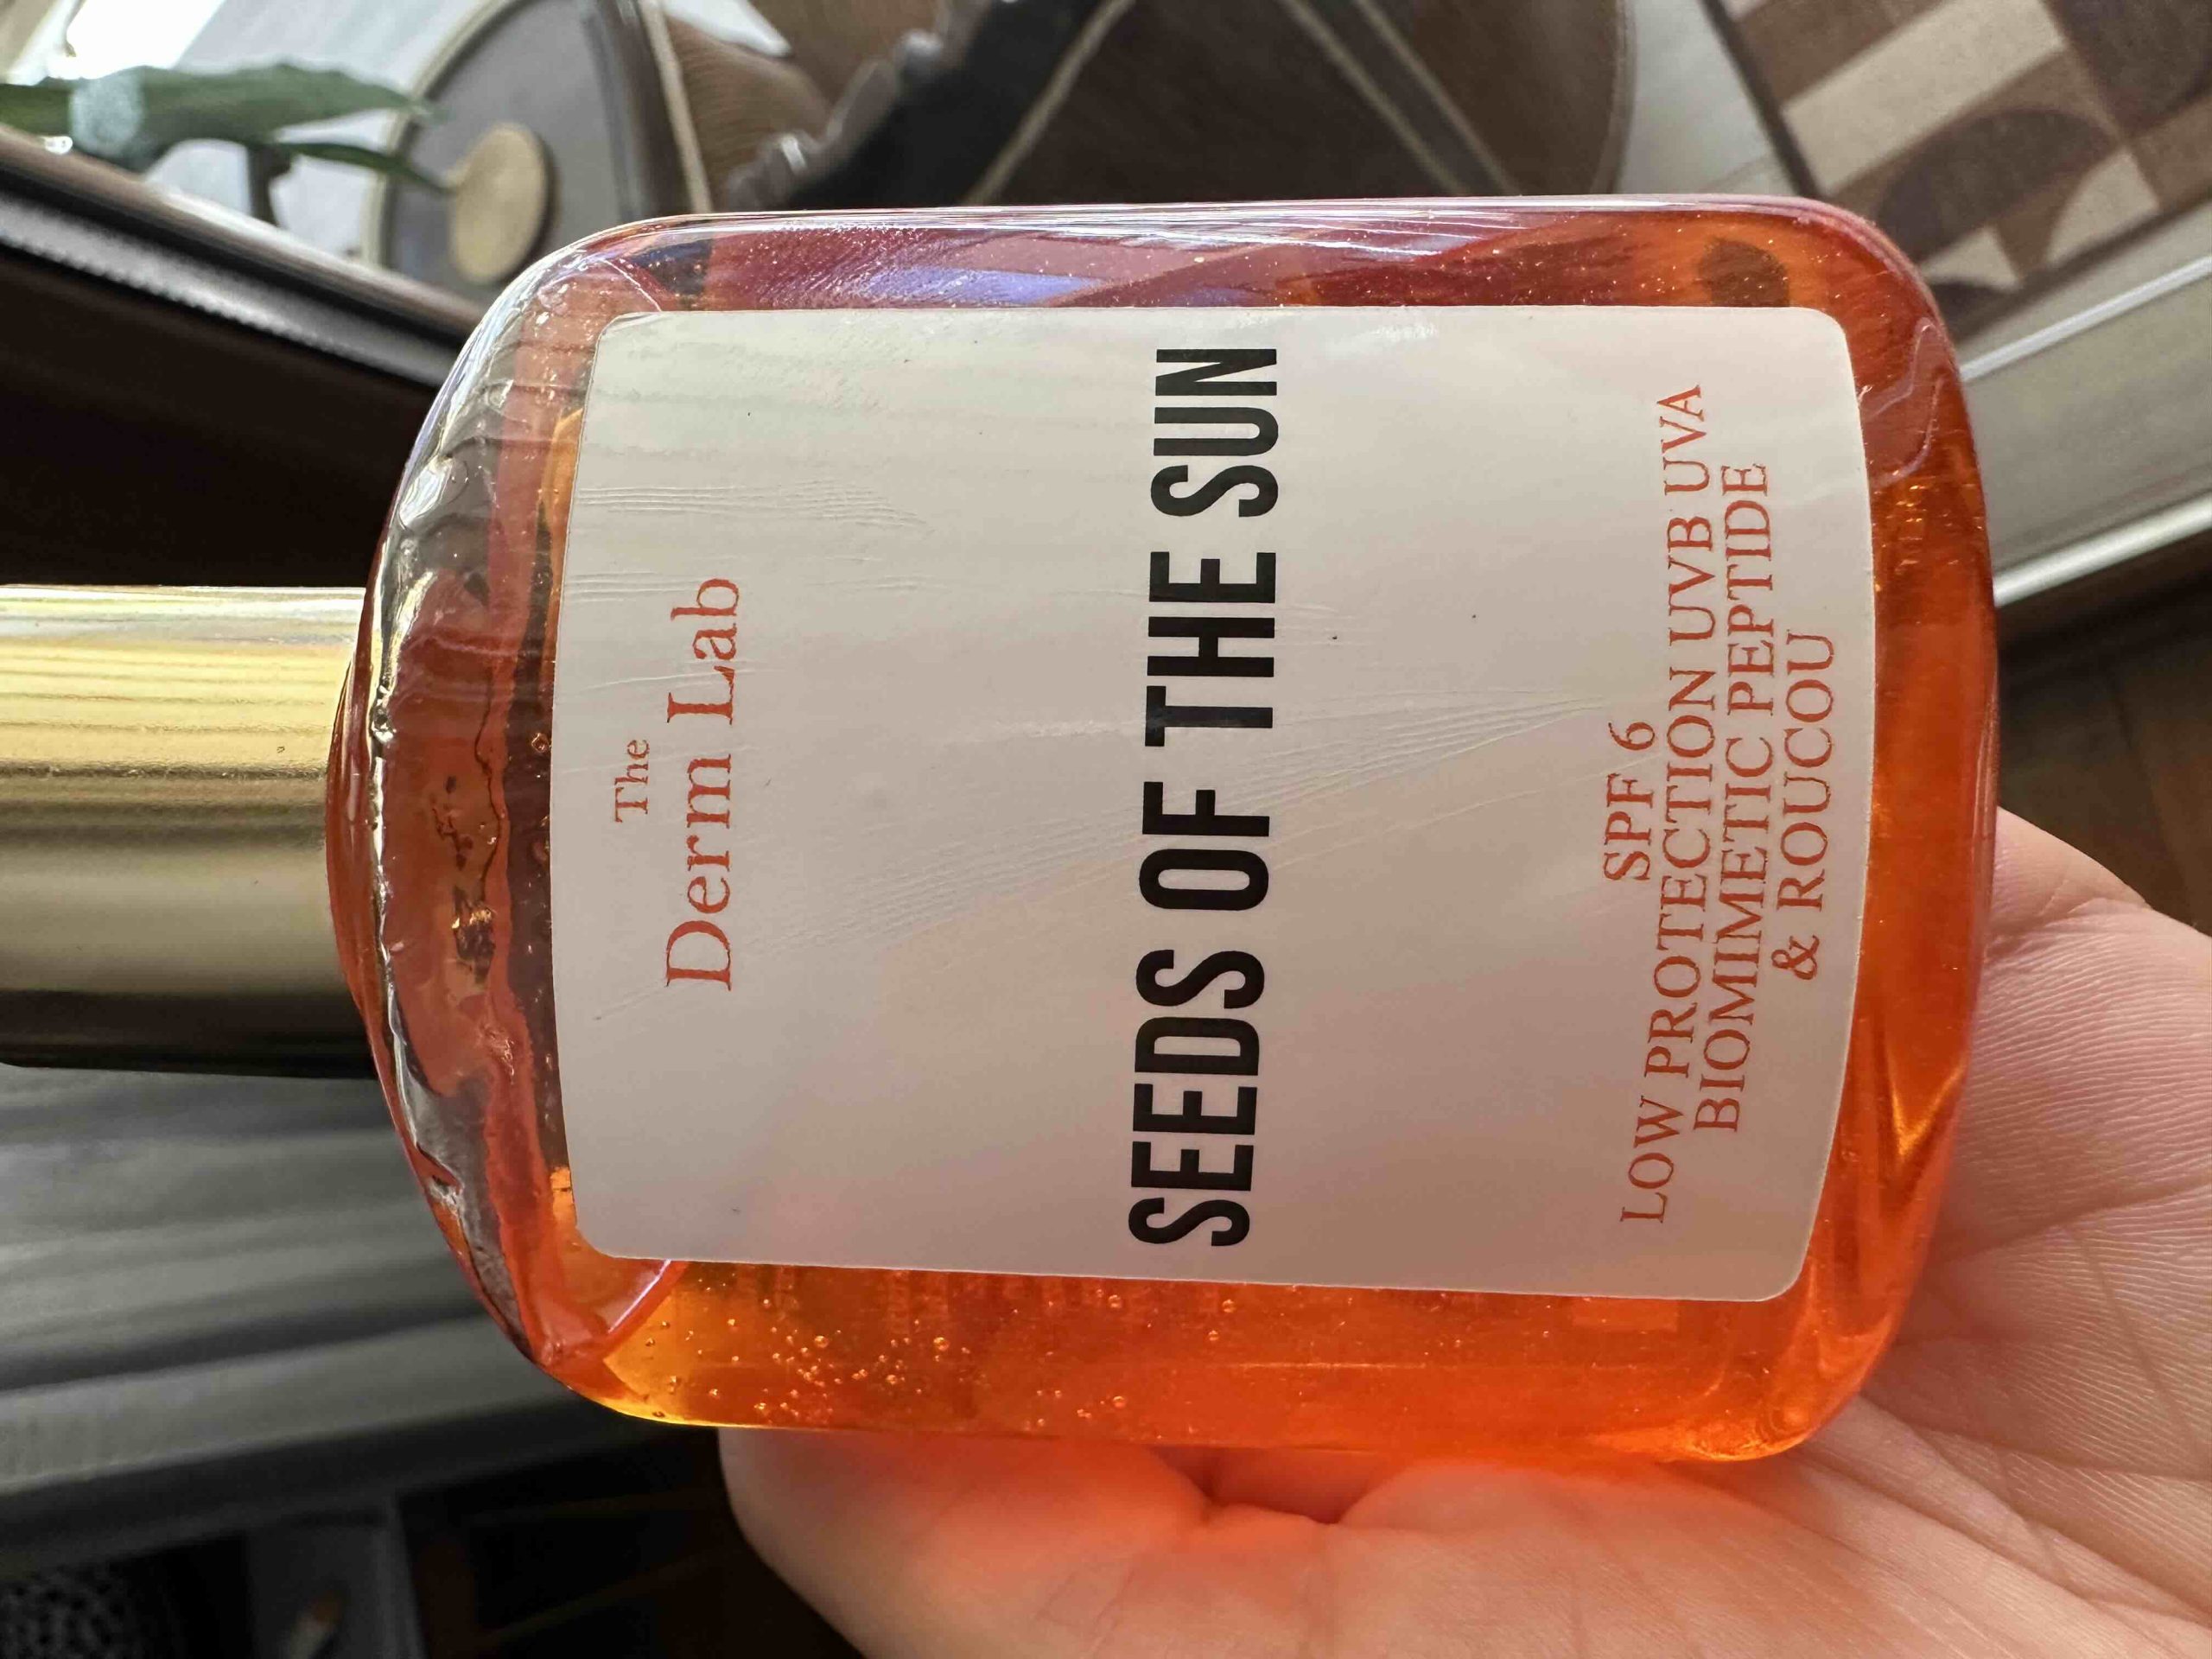 The
Derm Lab
SEEDS OF THE SUN
SPF 6
LOW PROTECTION UVB UVA
BIOMIMETIC PEPTIDE
& ROUCOU